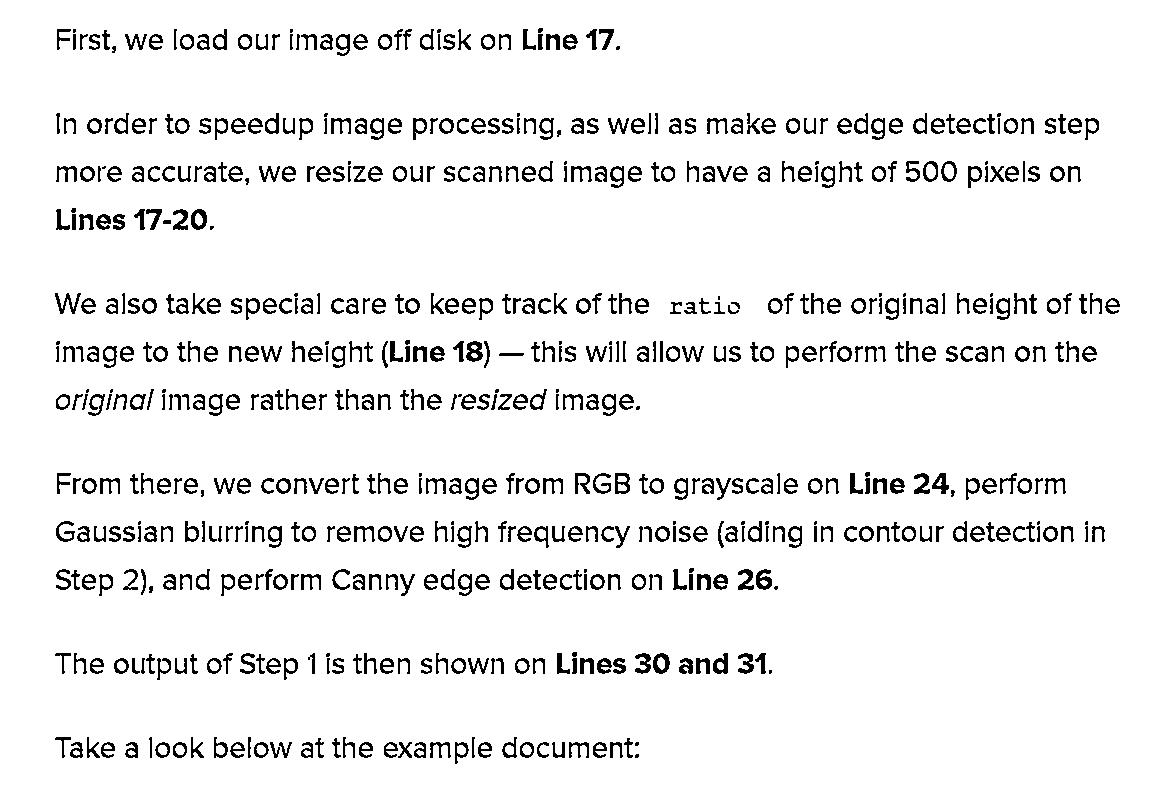 First, we load our image off disk on Line 17.
In order to speedup image processing, as well as make our edge detection step
more accurate, we resize our scanned image to have a height of 500 pixels on
Lines 17-20.
We also take special care to keep track of the ratio of the original height of the
image to the new height (Line 18) — this will allow us to perform the scan on the
original image rather than the resized image.
From there, we convert the image from RGB to grayscale on Line 24, perform
Gaussian blurring to remove high frequency noise (aiding in contour detection in
Step 2), and perform Canny edge detection on Line 26.
The output of Step 1 is then shown on Lines 30 and 31.
Take a look below at the example document: